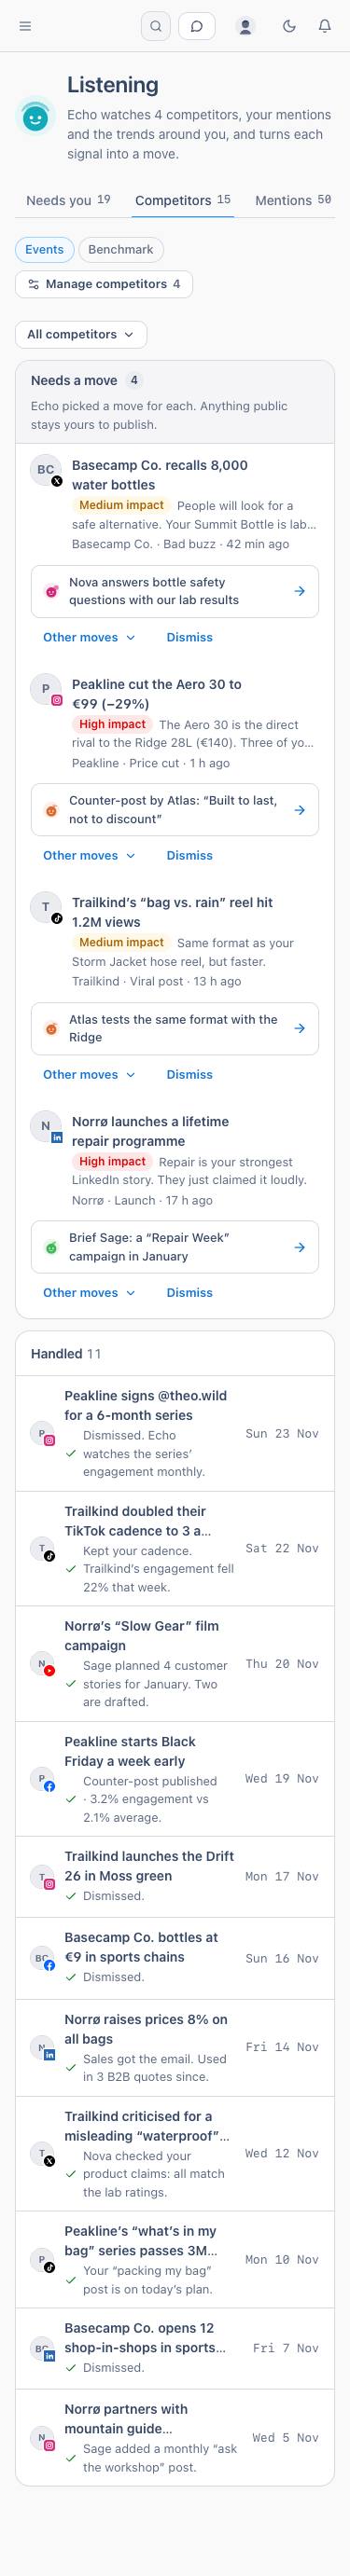 Listening
Echo watches 4 competitors, your mentions
and the trends around you, and turns each
signal into a move.
Needs you 19 Competitors 15 Mentions 50
Events Benchmark
Manage competitors 4
All competitors
Needs a move 4
Echo picked a move for each. Anything public
stays yours to publish.
BC
Basecamp Co. recalls 8,000
water bottles
Medium impact People will look for a
safe alternative. Your Summit Bottle is lab…
Basecamp Co. · Bad buzz · 42 min ago
Nova answers bottle safety
questions with our lab results
Other moves Dismiss
P
Peakline cut the Aero 30 to
€99 (−29%)
High impact The Aero 30 is the direct
rival to the Ridge 28L (€140). Three of yo…
Peakline · Price cut · 1 h ago
Counter-post by Atlas: “Built to last,
not to discount”
Other moves Dismiss
T
Trailkind’s “bag vs. rain” reel hit
1.2M views
Medium impact Same format as your
Storm Jacket hose reel, but faster.
Trailkind · Viral post · 13 h ago
Atlas tests the same format with the
Ridge
Other moves Dismiss
N
Norrø launches a lifetime
repair programme
High impact Repair is your strongest
LinkedIn story. They just claimed it loudly.
Norrø · Launch · 17 h ago
Brief Sage: a “Repair Week”
campaign in January
Other moves Dismiss
Handled 11
P
Peakline signs @theo.wild
for a 6-month series
Dismissed. Echo
watches the series’
engagement monthly.
Sun 23 Nov
T
Trailkind doubled their
TikTok cadence to 3 a…
Kept your cadence.
Trailkind’s engagement fell
22% that week.
Sat 22 Nov
N
Norrø’s “Slow Gear” film
campaign
Sage planned 4 customer
stories for January. Two
are drafted.
Thu 20 Nov
P
Peakline starts Black
Friday a week early
Counter-post published
· 3.2% engagement vs
2.1% average.
Wed 19 Nov
T
Trailkind launches the Drift
26 in Moss green
Dismissed.
Mon 17 Nov
BC
Basecamp Co. bottles at
€9 in sports chains
Dismissed.
Sun 16 Nov
N
Norrø raises prices 8% on
all bags
Sales got the email. Used
in 3 B2B quotes since.
Fri 14 Nov
T
Trailkind criticised for a
misleading “waterproof”…
Nova checked your
product claims: all match
the lab ratings.
Wed 12 Nov
P
Peakline’s “what’s in my
bag” series passes 3M…
Your “packing my bag”
post is on today’s plan.
Mon 10 Nov
BC
Basecamp Co. opens 12
shop-in-shops in sports…
Dismissed.
Fri 7 Nov
N
Norrø partners with
mountain guide…
Sage added a monthly “ask
the workshop” post.
Wed 5 Nov